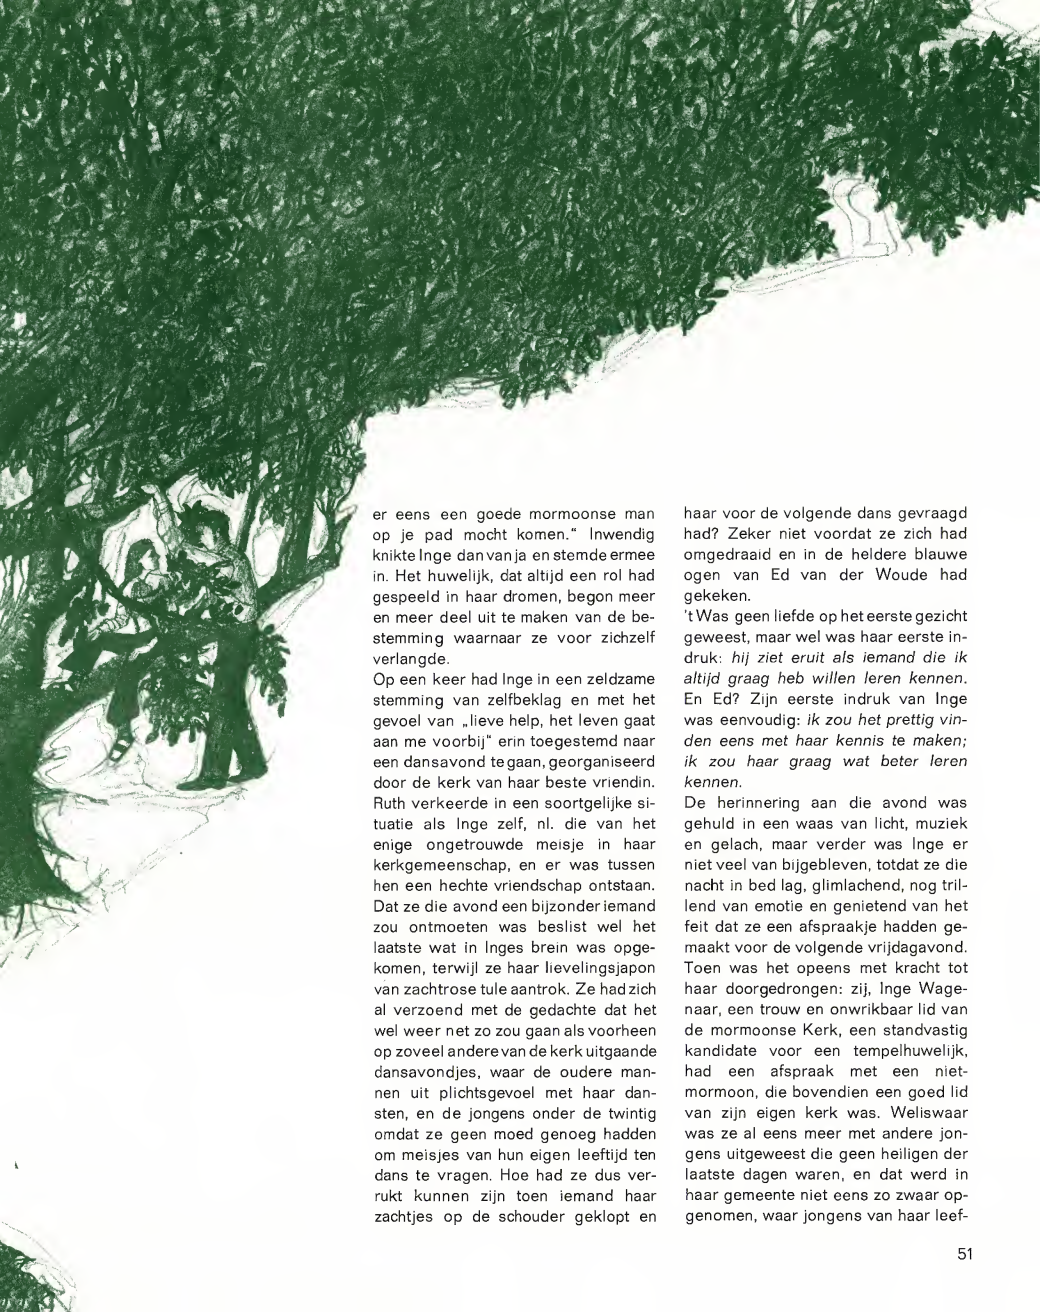 er eens een goede mormoonse man
op je pad mocht komen.“ Inwendig
knikte Inge dan van ja en stemde ermee
in. Het huwelijk, dat altijd een rol had
gespeeld in haar dromen, begon meer
en meer deel uit te maken van de be-
stemming waarnaar ze voor zichzelf
verlangde.
Op een keer had Inge in een zeldzame
stemming van zelfbeklag en met het
gevoel van „lieve help, het leven gaat
aan me voorbij“ erin toegestemd naar
een dansavond te gaan, georganiseerd
door de kerk van haar beste vriendin.
Ruth verkeerde in een soortgelijke si-
tuatie als Inge zelf, nl. die van het
enige ongetrouwde meisje in haar
kerkgemeenschap, en er was tussen
hen een hechte vriendschap ontstaan.
Dat ze die avond een bijzonder iemand
zou ontmoeten was beslist wel het
laatste wat in Inges brein was opge-
komen, terwijl ze haar lievelingsjapon
van zachtrose tule aantrok. Ze had zich
al verzoend met de gedachte dat het
wel weer net zo zou gaan als voorheen
op zoveel andere van de kerk uitgaande
dansavondjes, waar de oudere man-
nen uit plichtsgevoel met haar dan-
sten, en de jongens onder de twintig
omdat ze geen moed genoeg hadden
om meisjes van hun eigen leeftijd ten
dans te vragen. Hoe had ze dus ver-
rukt kunnen zijn toen iemand haar
zachtjes op de schouder geklopt en
haar voor de volgende dans gevraagd
had? Zeker niet voordat ze zich had
omgedraaid en in de heldere blauwe
ogen van Ed van der Woude had
gekeken.
't Was geen liefde op het eerste gezicht
geweest, maar wel was haar eerste in-
druk: hij ziet eruit als iemand die ik
altijd graag heb willen leren kennen.
En Ed? Zijn eerste indruk van Inge
was eenvoudig: ik zou het prettig vin-
den eens met haar kennis te maken;
ik zou haar graag wat beter leren
kennen.
De herinnering aan die avond was
gehuld in een waas van licht, muziek
en gelach, maar verder was Inge er
niet veel van bijgebleven, totdat ze die
nacht in bed lag, glimlachend, nog tril-
lend van emotie en genietend van het
feit dat ze een afspraakje hadden ge-
maakt voor de volgende vrijdagavond.
Toen was het opeens met kracht tot
haar doorgedrongen: zij, Inge Wage-
naar, een trouw en onwrikbaar lid van
de mormoonse Kerk, een standvastig
kandidate voor een tempelhuwelijk,
had een afspraak met een niet-
mormoon, die bovendien een goed lid
van zijn eigen kerk was. Weliswaar
was ze al eens meer met andere jon-
gens uitgeweest die geen heiligen der
laatste dagen waren, en dat werd in
haar gemeente niet eens zo zwaar op-
genomen, waar jongens van haar leef-
51